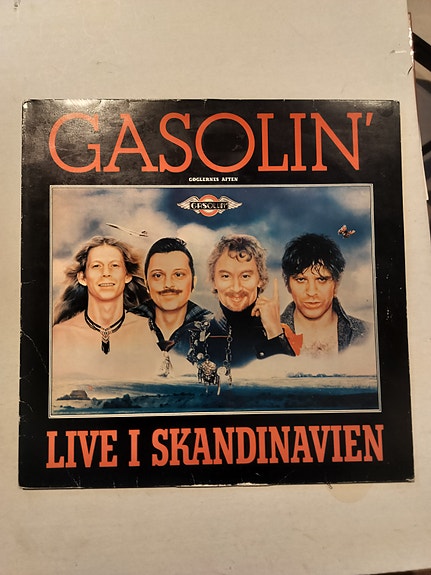 GASOLIN'
GØGLERNES AFTEN
GASOLIN'
LIVE I SKANDINAVIEN